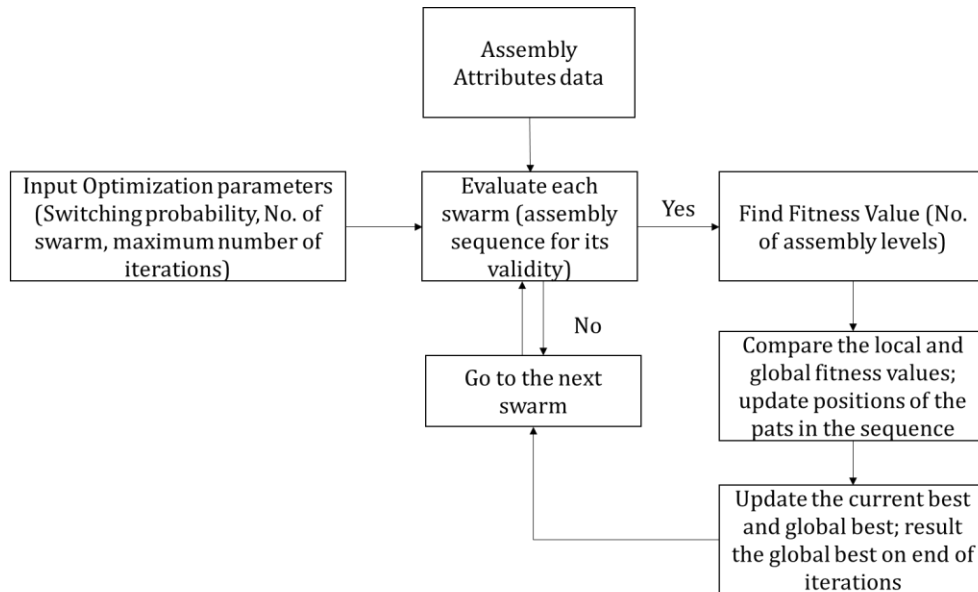 Assembly
Attributes data
Input Optimization parameters
(Switching probability, No. of
swarm, maximum number of
iterations)
Evaluate each
swarm (assembly
sequence for its
validity)
Yes
Find Fitness Value (No.
of assembly levels)
No
Go to the next
swarm
Compare the local and
global fitness values;
update positions of the
pats in the sequence
Update the current best
and global best; result
the global best on end of
iterations